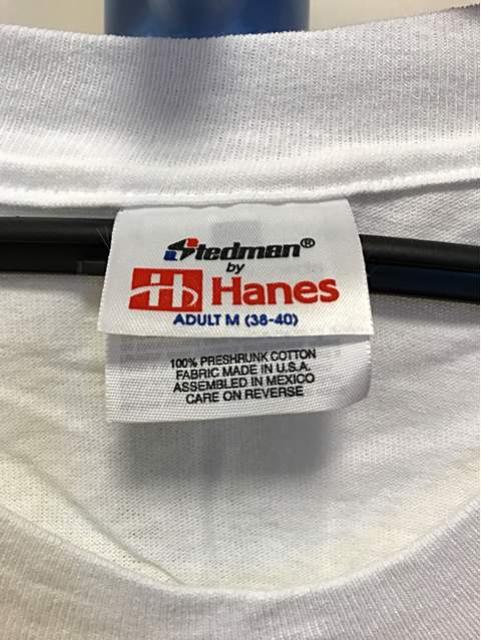 Stedman®
by
Hanes
ADULT M (38-40)
100% PRESHRUNK COTTON
FABRIC MADE IN U.S.A.
ASSEMBLED IN MEXICO
CARE ON REVERSE